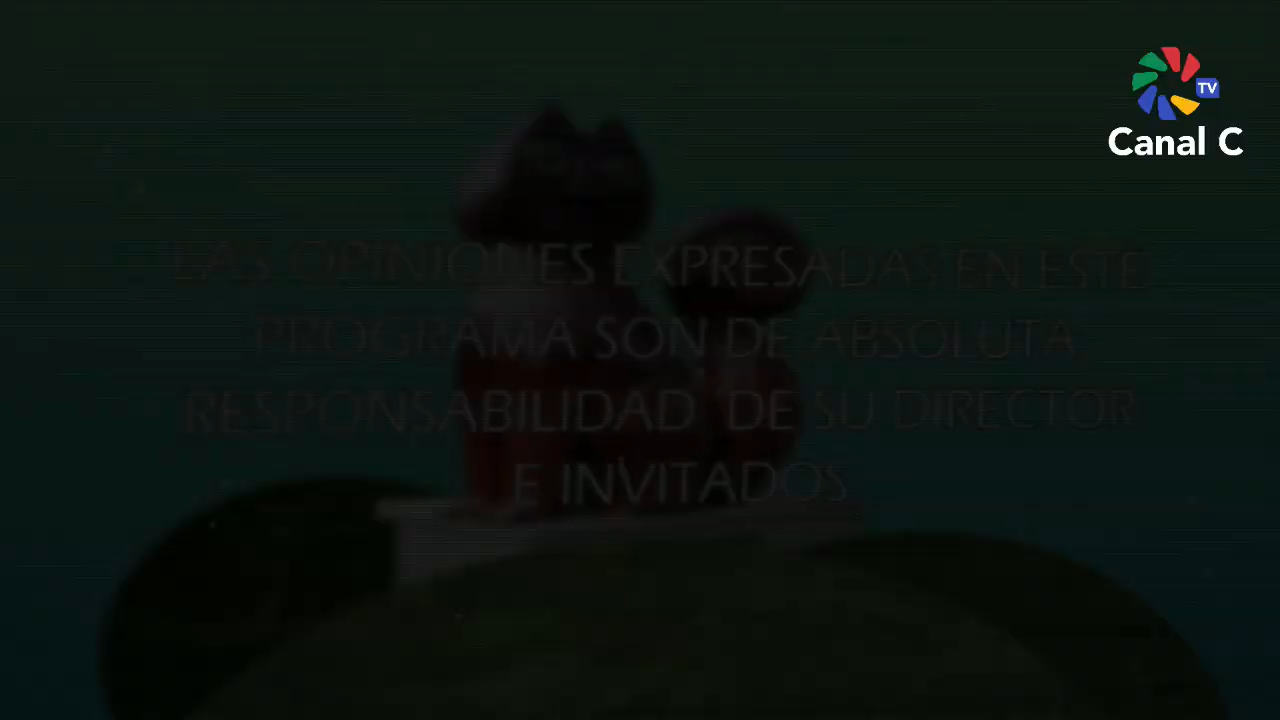 TV
Canal C
LAS OPINIONES EXPRESADAS EN ESTE
PROGRAMA SON DE ABSOLUTA
RESPONSABILIDAD DE SU DIRECTOR
E INVITADOS